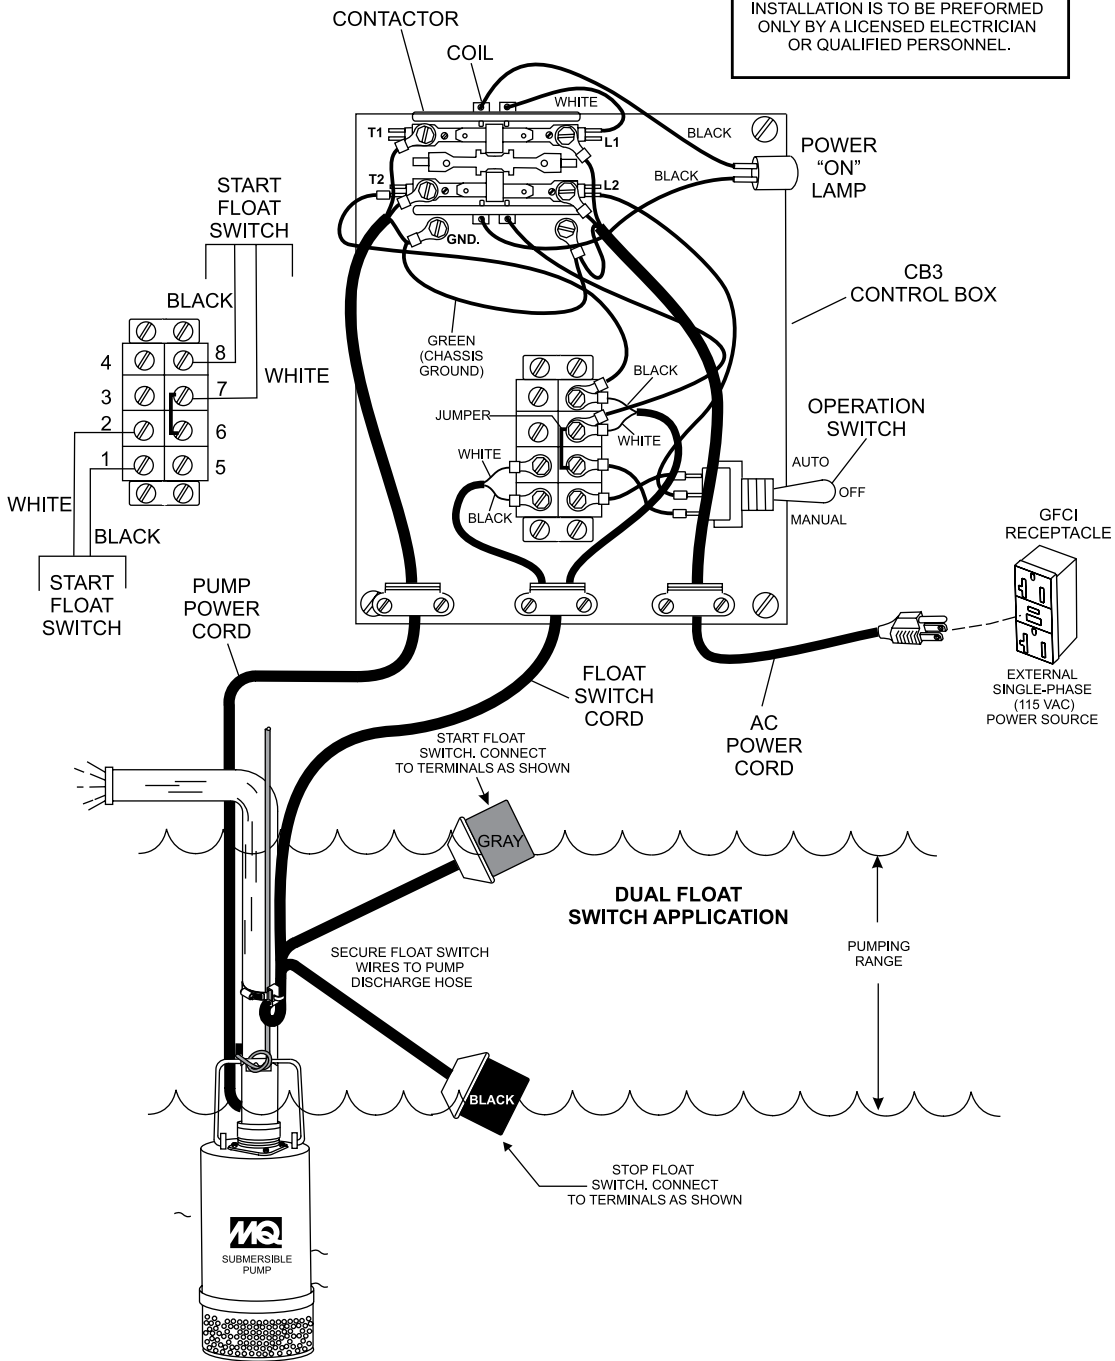 INSTALLATION IS TO BE PREFORMED
ONLY BY A LICENSED ELECTRICIAN
OR QUALIFIED PERSONNEL.
CONTACTOR
COIL
WHITE
T1
L1
BLACK
POWER
“ON”
LAMP
BLACK
T2
L2
GND.
START
FLOAT
SWITCH
BLACK
CB3
CONTROL BOX
4
8
3
7
2
6
1
5
WHITE
WHITE
BLACK
START
FLOAT
SWITCH
GREEN
(CHASSIS
GROUND)
BLACK
JUMPER
WHITE
WHITE
BLACK
OPERATION
SWITCH
AUTO
OFF
MANUAL
GFCI
RECEPTACLE
PUMP
POWER
CORD
FLOAT
SWITCH
CORD
AC
POWER
CORD
EXTERNAL
SINGLE-PHASE
(115 VAC)
POWER SOURCE
START FLOAT
SWITCH. CONNECT
TO TERMINALS AS SHOWN
GRAY
DUAL FLOAT
SWITCH APPLICATION
PUMPING
RANGE
SECURE FLOAT SWITCH
WIRES TO PUMP
DISCHARGE HOSE
BLACK
STOP FLOAT
SWITCH. CONNECT
TO TERMINALS AS SHOWN
MQ
SUBMERSIBLE
PUMP